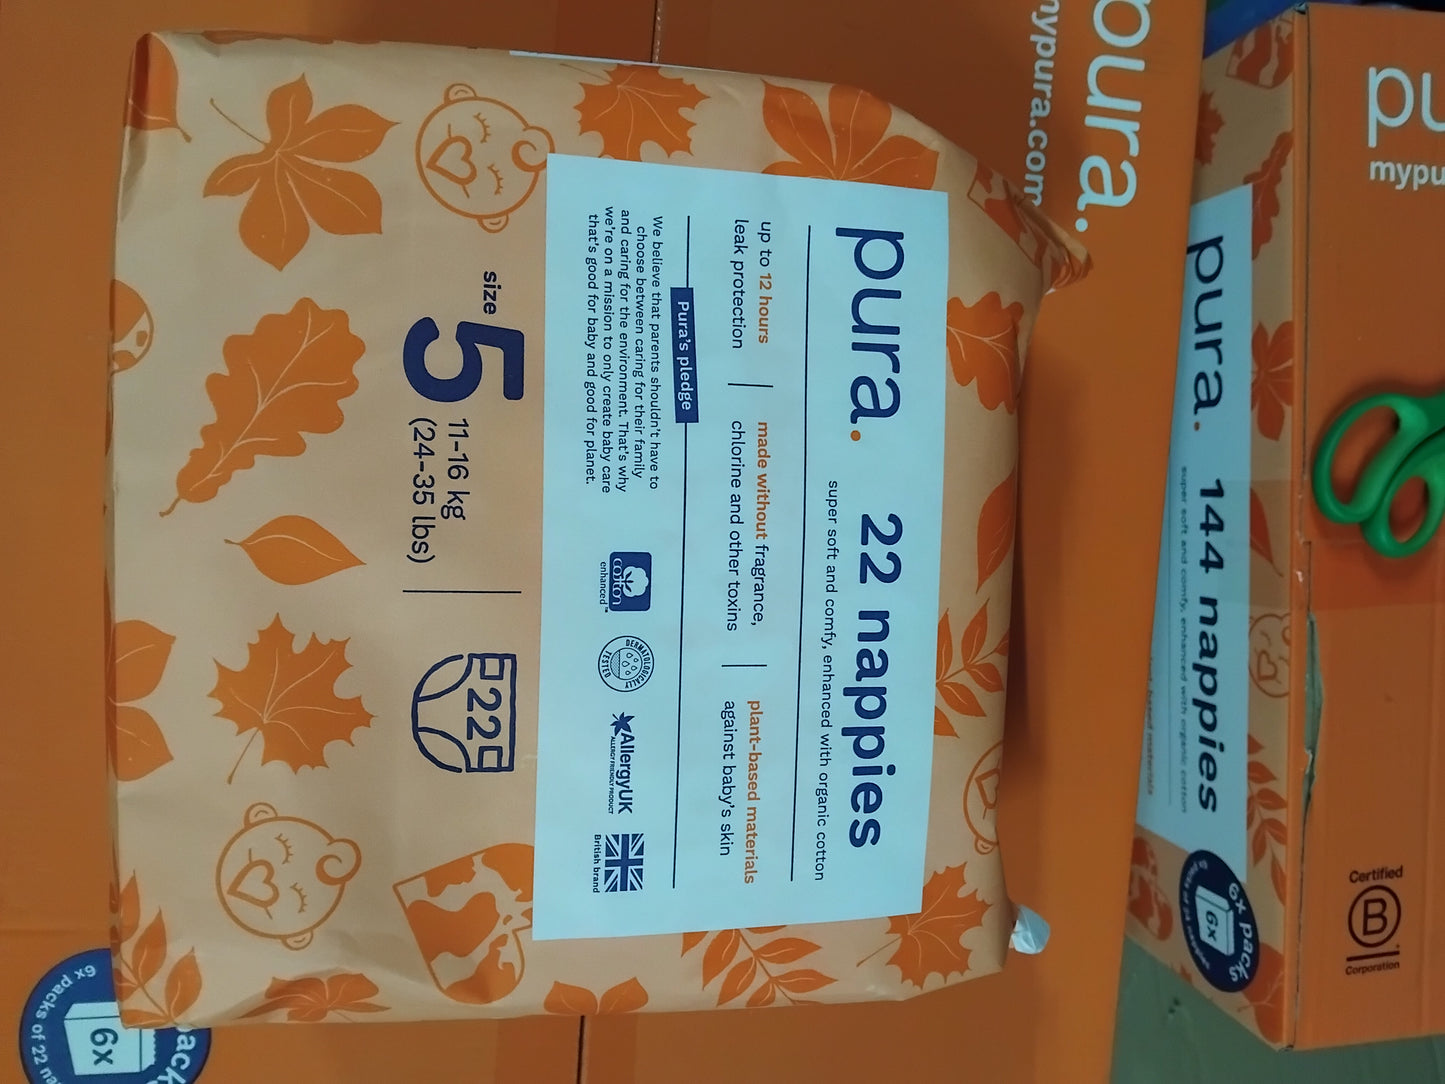 pura.
22 nappies
super soft and comfy, enhanced with organic cotton
up to 12 hours
leak protection
made without fragrance,
chlorine and other toxins
plant-based materials
against baby's skin
Pura's pledge
We believe that parents shouldn't have to
choose between caring for their family
and caring for the environment. That's why
we're on a mission to only create baby care
that's good for baby and good for planet.
cotton
enhanced™
DERMATOLOGICALLY
TESTED
AllergyUK
ALLERGY FRIENDLY PRODUCT
British brand
size
5
11-16 kg
(24-35 lbs)
22
pura.
mypura.com
6x packs of 22
6x
pura.
144 nappies
super soft and comfy, enhanced with organic cotton
plant-based materials
6x packs
6x
pu
mypu
Certified
B
Corporation